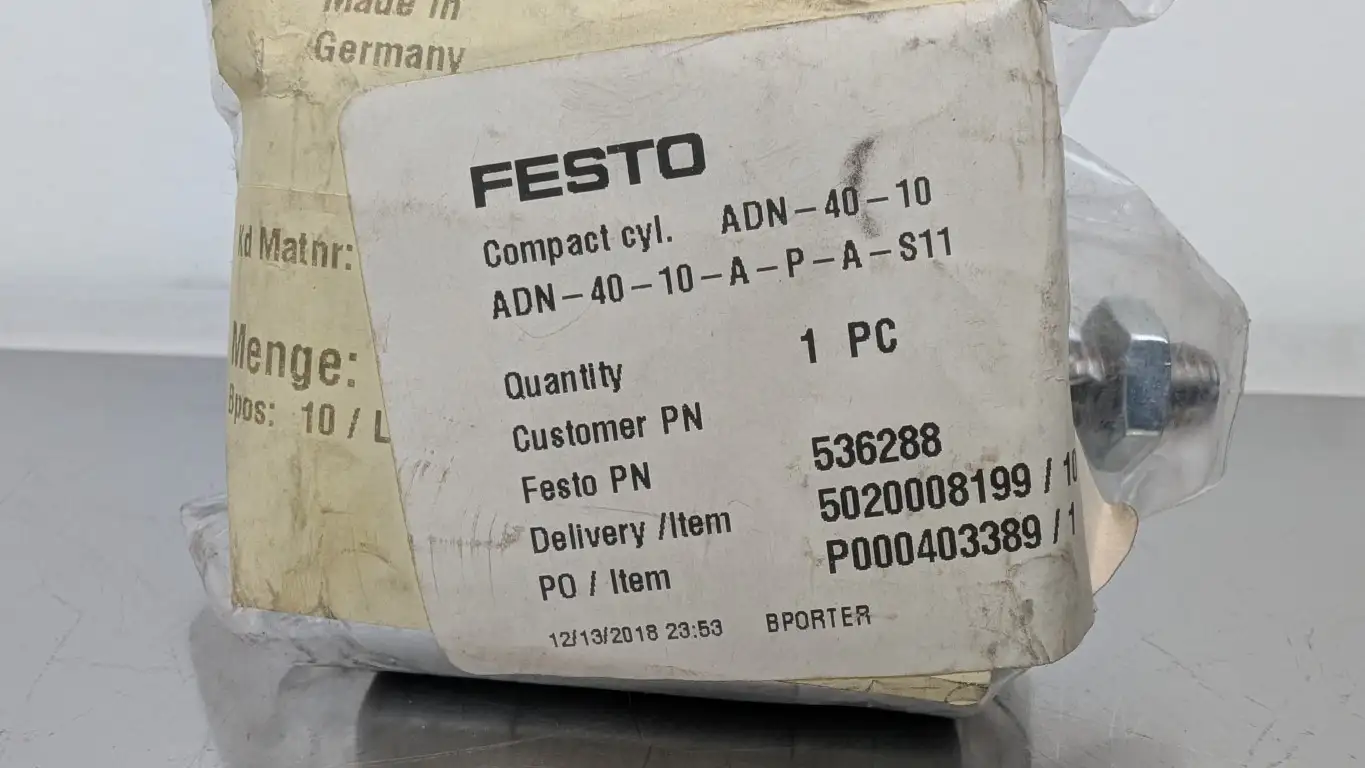 Made in
Germany
Kd Matnr:
Menge:
Bpos: 10 / L
FESTO
Compact cyl. ADN-40-10
ADN-40-10-A-P-A-S11
Quantity 1 PC
Customer PN
Festo PN 536288
Delivery /Item 5020008199 / 10
PO / Item P000403389 / 1
12/13/2018 23:53 BPORTER